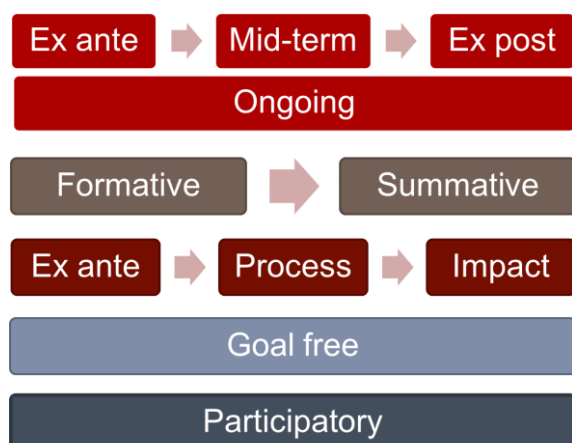 Ex ante Mid-term Ex post
Ongoing
Formative Summative
Ex ante Process Impact
Goal free
Participatory